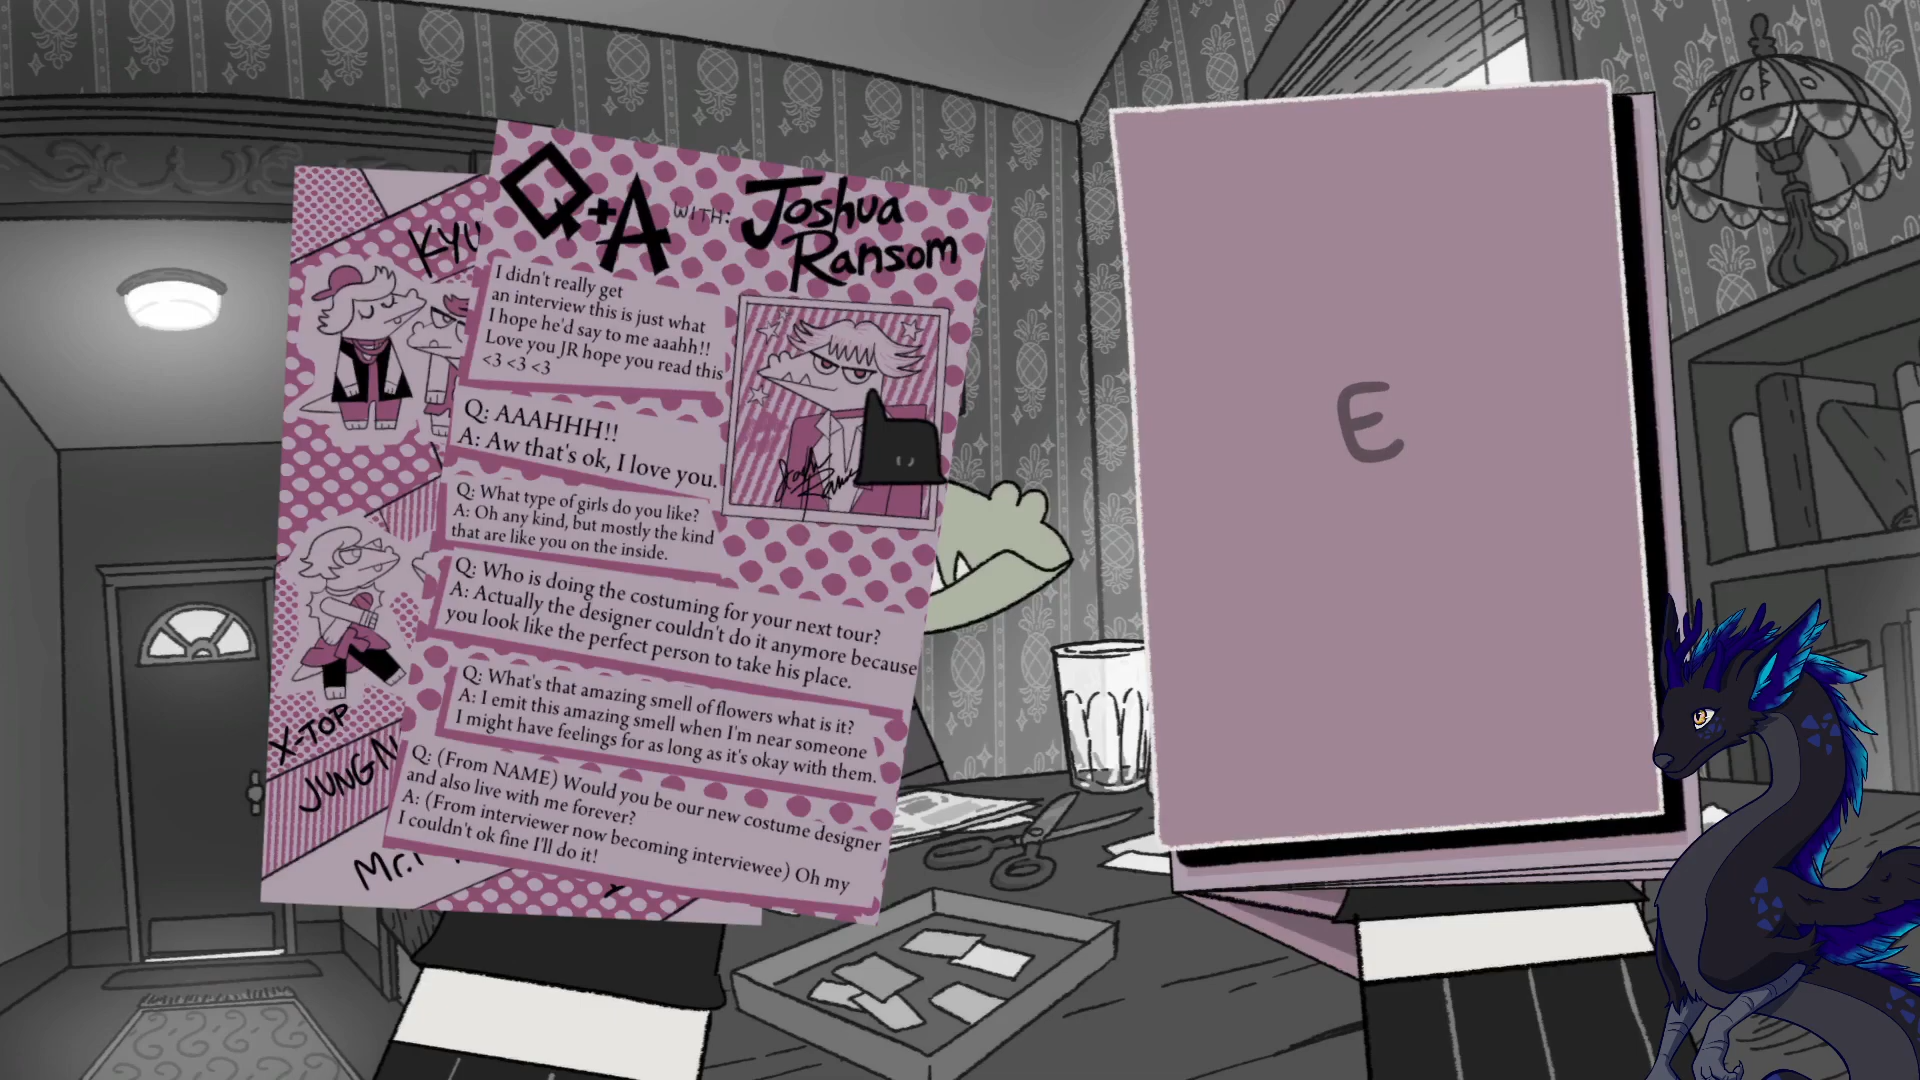 Q+A WITH: Joshua
Ransom
I didn't really get
an interview this is just what
I hope he'd say to me aaahh!!
Love you JR hope you read this
<3 <3 <3
Q: AAAHHH!!
A: Aw that's ok, I love you.
Q: What type of girls do you like?
A: Oh any kind, but mostly the kind
that are like you on the inside.
Q: Who is doing the costuming for your next tour?
A: Actually the designer couldn't do it anymore because
you look like the perfect person to take his place.
Q: What's that amazing smell of flowers what is it?
A: I emit this amazing smell when I'm near someone
I might have feelings for as long as it's okay with them.
Q: (From NAME) Would you be our new costume designer
and also live with me forever?
A: (From interviewer now becoming interviewee) Oh my
I couldn't ok fine I'll do it!
X-TOP
E